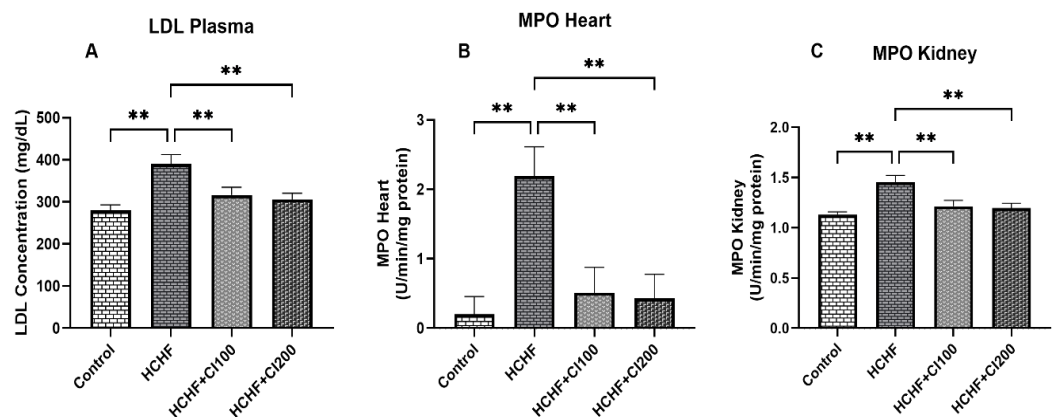 LDL Plasma
A
**
**
**
LDL Concentration (mg/dL)
500
400
300
200
100
0
Control
HCHF
HCHF+CI100
HCHF+CI200
MPO Heart
B
**
**
**
MPO Heart
(U/min/mg protein)
3
2
1
0
Control
HCHF
HCHF+CI100
HCHF+CI200
MPO Kidney
C
**
**
**
MPO Kidney
(U/min/mg protein)
2.0
1.5
1.0
0.5
0.0
Control
HCHF
HCHF+CI100
HCHF+CI200